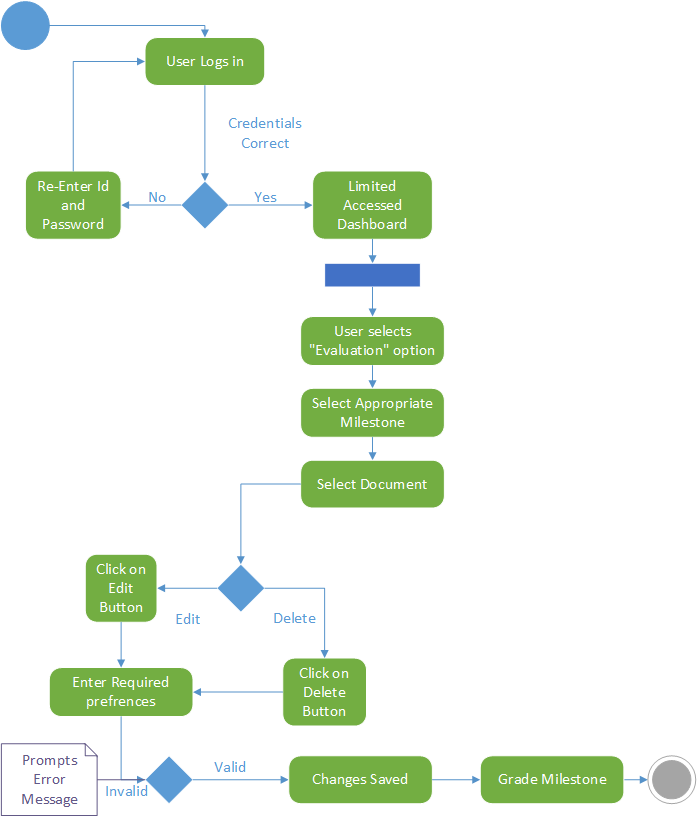 User Logs in
Credentials
Correct
Re-Enter Id
and
Password
No
Yes
Limited
Accessed
Dashboard
User selects
"Evaluation" option
Select Appropriate
Milestone
Select Document
Click on
Edit
Button
Edit
Delete
Enter Required
prefrences
Click on
Delete
Button
Prompts
Error
Message
Invalid
Valid
Changes Saved
Grade Milestone